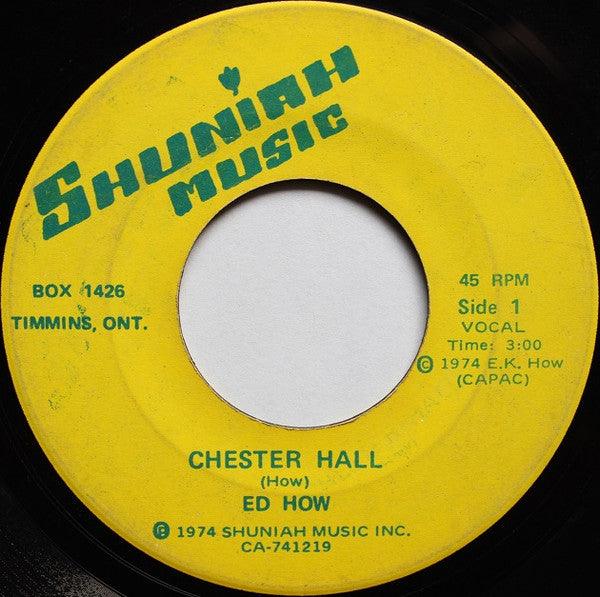 SHUNIAH
MUSIC
BOX 1426
TIMMINS, ONT.
45 RPM
Side 1
VOCAL
Time: 3:00
© 1974 E.K. How
(CAPAC)
CHESTER HALL
(How)
ED HOW
℗ 1974 SHUNIAH MUSIC INC.
CA-741219